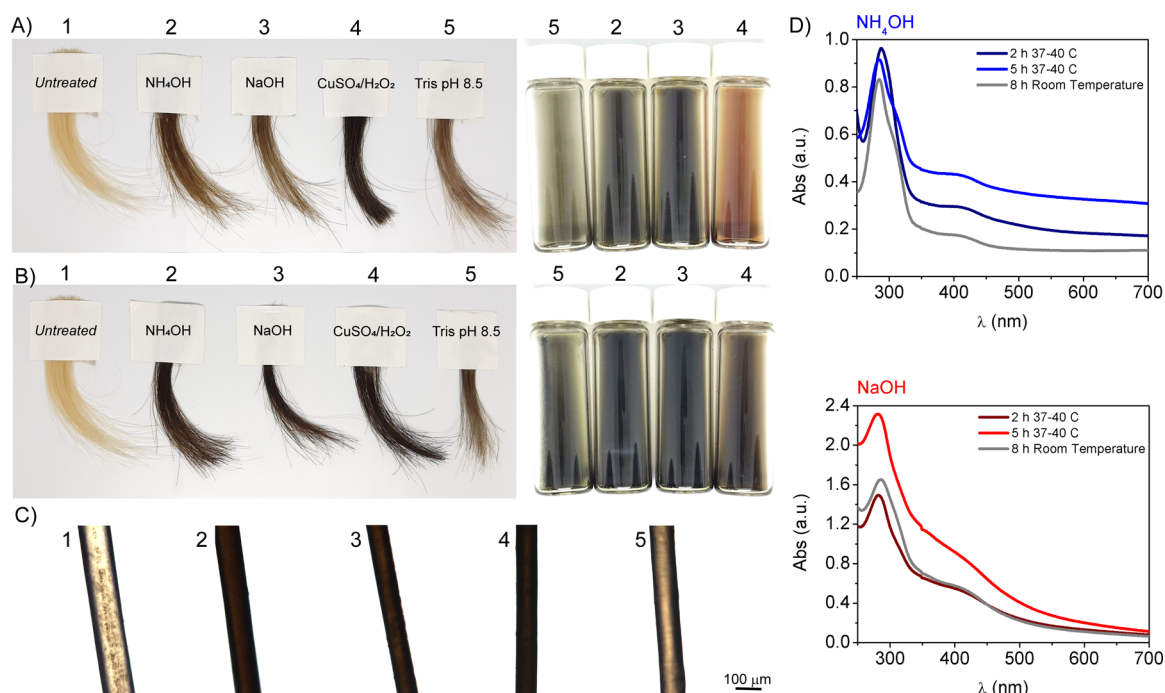 A)
1 2 3 4 5
Untreated
NH₄OH
NaOH
CuSO₄/H₂O₂
Tris pH 8.5
5 2 3 4
B)
1 2 3 4 5
Untreated
NH₄OH
NaOH
CuSO₄/H₂O₂
Tris pH 8.5
5 2 3 4
C)
1 2 3 4 5
100 μm
D)
NH₄OH
2 h 37-40 C
5 h 37-40 C
8 h Room Temperature
Abs (a.u.)
1.0
0.8
0.6
0.4
0.2
0.0
300 400 500 600 700
λ (nm)
NaOH
2 h 37-40 C
5 h 37-40 C
8 h Room Temperature
Abs (a.u.)
2.4
2.0
1.6
1.2
0.8
0.4
0.0
300 400 500 600 700
λ (nm)